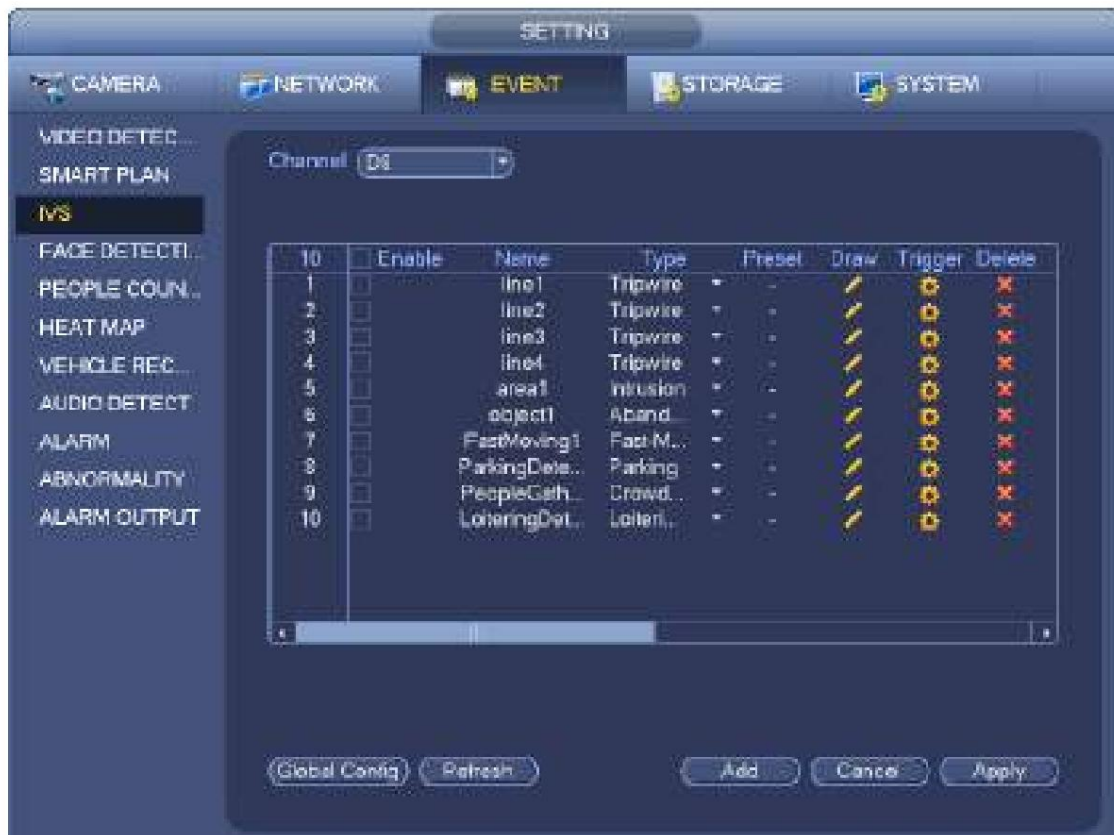 SETTING
CAMERA NETWORK EVENT STORAGE SYSTEM
VIDEO DETEC...
SMART PLAN
IVS
FACE DETECTI...
PEOPLE COUN...
HEAT MAP
VEHICLE REC...
AUDIO DETECT
ALARM
ABNORMALITY
ALARM OUTPUT
Channel
10 Enable Name Type Preset Draw Trigger Delete
1 line1 Tripwire -
2 line2 Tripwire -
3 line3 Tripwire -
4 line4 Tripwire -
5 area1 Intrusion -
6 object1 Aband... -
7 FastMoving1 Fast-M... -
8 ParkingDete... Parking -
9 PeopleGath... Crowd... -
10 LoiteringDet... Loiteri... -
Global Config Refresh Add Cancel Apply